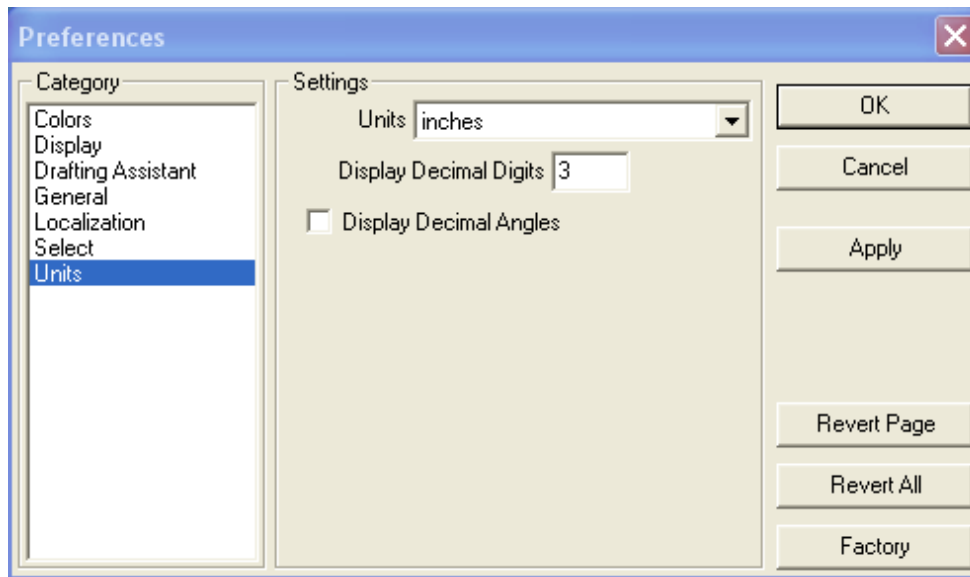 Preferences
Category
Colors
Display
Drafting Assistant
General
Localization
Select
Units
Settings
Units inches
Display Decimal Digits 3
Display Decimal Angles
OK
Cancel
Apply
Revert Page
Revert All
Factory